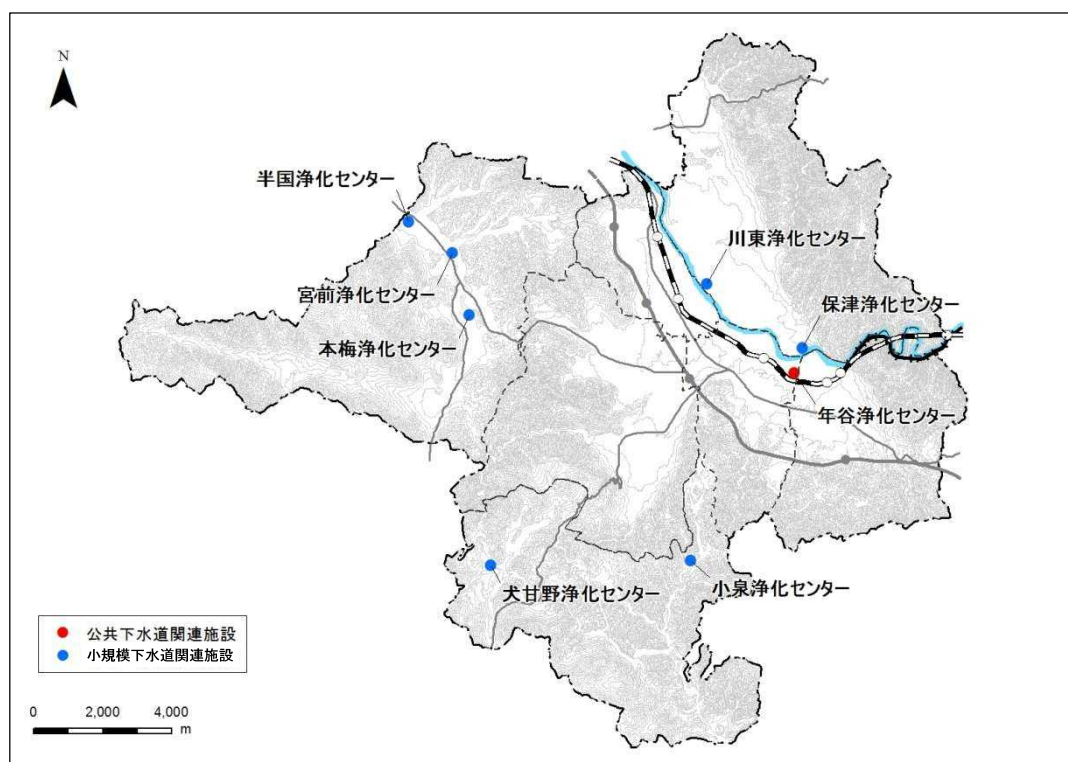 N
半国浄化センター
川東浄化センター
宮前浄化センター
保津浄化センター
本梅浄化センター
年谷浄化センター
犬甘野浄化センター
小泉浄化センター
公共下水道関連施設
小規模下水道関連施設
0 2,000 4,000
m